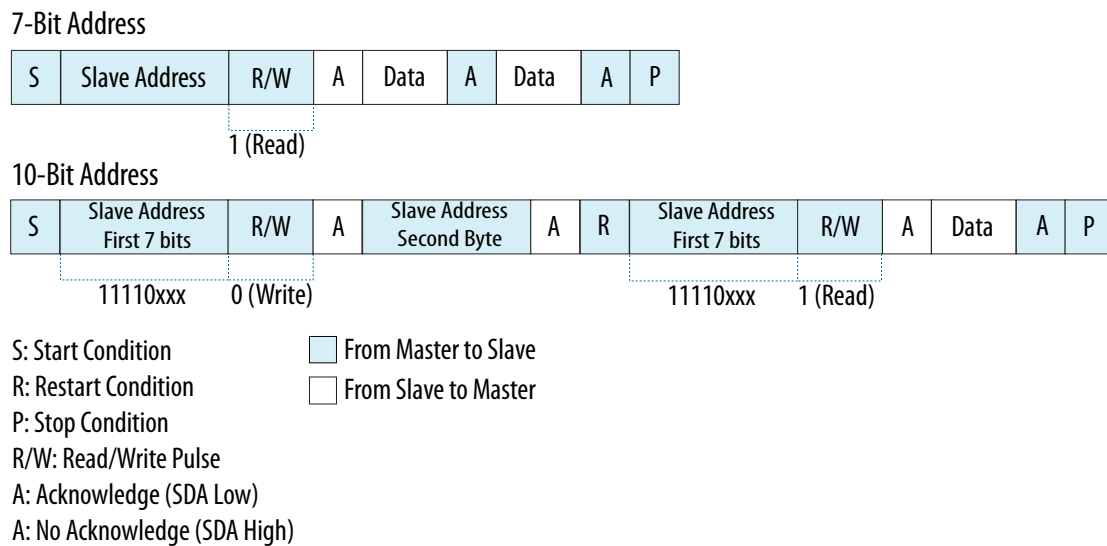 7-Bit Address
S Slave Address R/W A Data A Data A P
1 (Read)
10-Bit Address
S Slave Address First 7 bits R/W A Slave Address Second Byte A R Slave Address First 7 bits R/W A Data A P
11110xxx 0 (Write) 11110xxx 1 (Read)
S: Start Condition
From Master to Slave
R: Restart Condition
From Slave to Master
P: Stop Condition
R/W: Read/Write Pulse
A: Acknowledge (SDA Low)
A: No Acknowledge (SDA High)